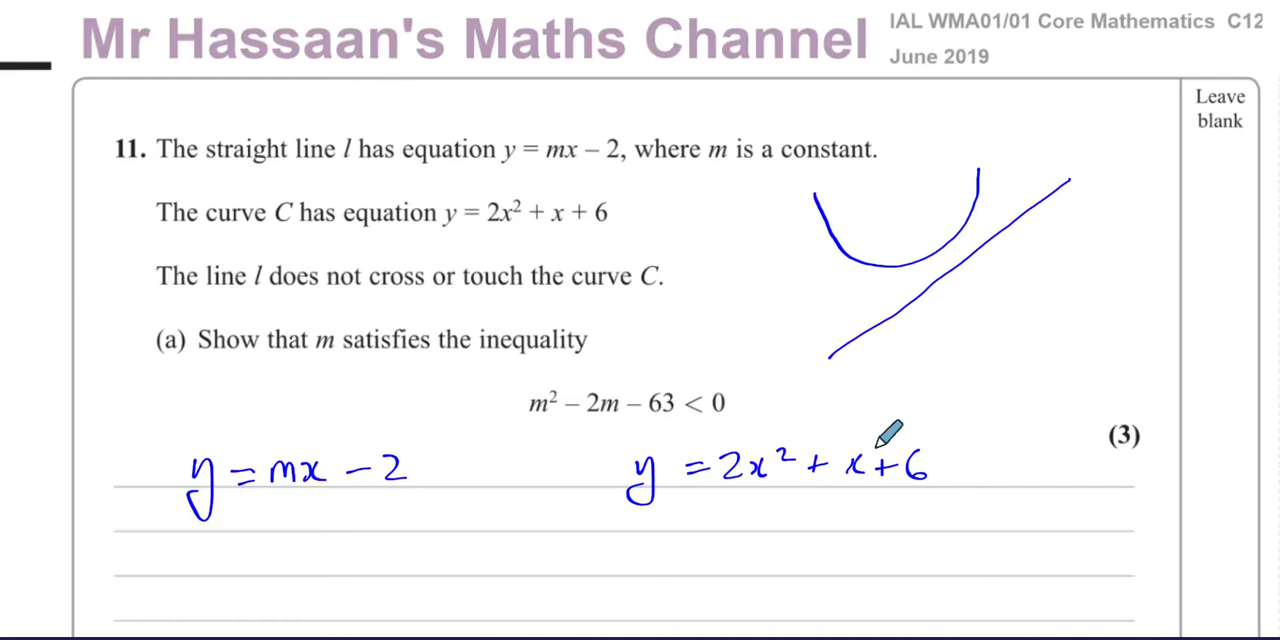 Mr Hassaan's Maths Channel
IAL WMA01/01 Core Mathematics C12
June 2019
Leave
blank
11. The straight line l has equation y = mx – 2, where m is a constant.
The curve C has equation y = 2x² + x + 6
The line l does not cross or touch the curve C.
(a) Show that m satisfies the inequality
m² – 2m – 63 < 0
(3)
y = mx – 2
y = 2x² + x + 6